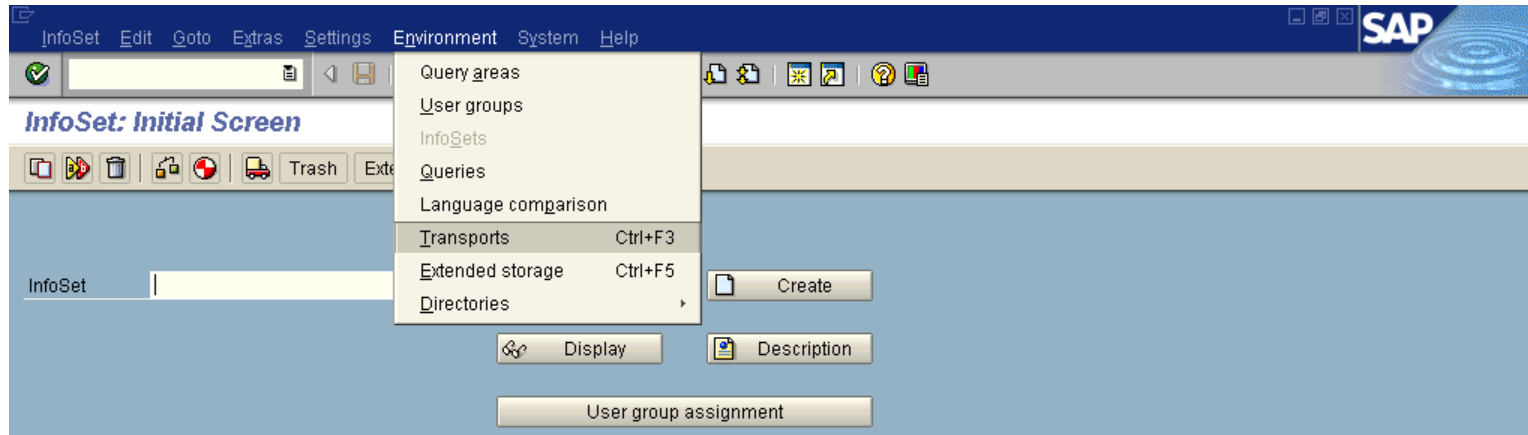 InfoSet Edit Goto Extras Settings Environment System Help
SAP
Query areas
User groups
InfoSets
Queries
Language comparison
Transports Ctrl+F3
Extended storage Ctrl+F5
Directories
InfoSet: Initial Screen
Trash
InfoSet
Create
Display
Description
User group assignment